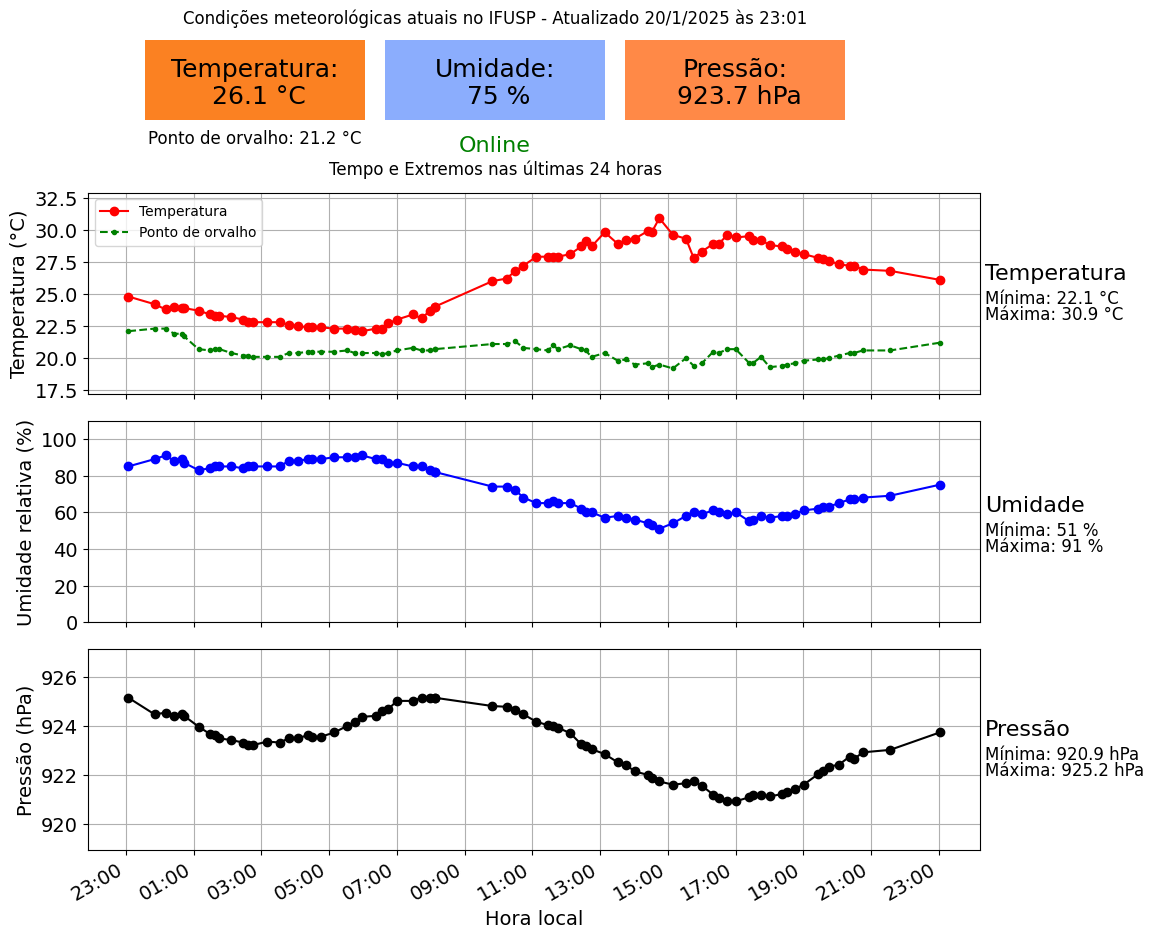 Condições meteorológicas atuais no IFUSP - Atualizado 20/1/2025 às 23:01
Temperatura:
26.1 °C
Umidade:
75 %
Pressão:
923.7 hPa
Ponto de orvalho: 21.2 °C
Online
Tempo e Extremos nas últimas 24 horas
Temperatura (°C)
32.5
30.0
27.5
25.0
22.5
20.0
17.5
Temperatura
Ponto de orvalho
Temperatura
Mínima: 22.1 °C
Máxima: 30.9 °C
Umidade relativa (%)
100
80
60
40
20
0
Umidade
Mínima: 51 %
Máxima: 91 %
Pressão (hPa)
926
924
922
920
Pressão
Mínima: 920.9 hPa
Máxima: 925.2 hPa
23:00 01:00 03:00 05:00 07:00 09:00 11:00 13:00 15:00 17:00 19:00 21:00 23:00
Hora local